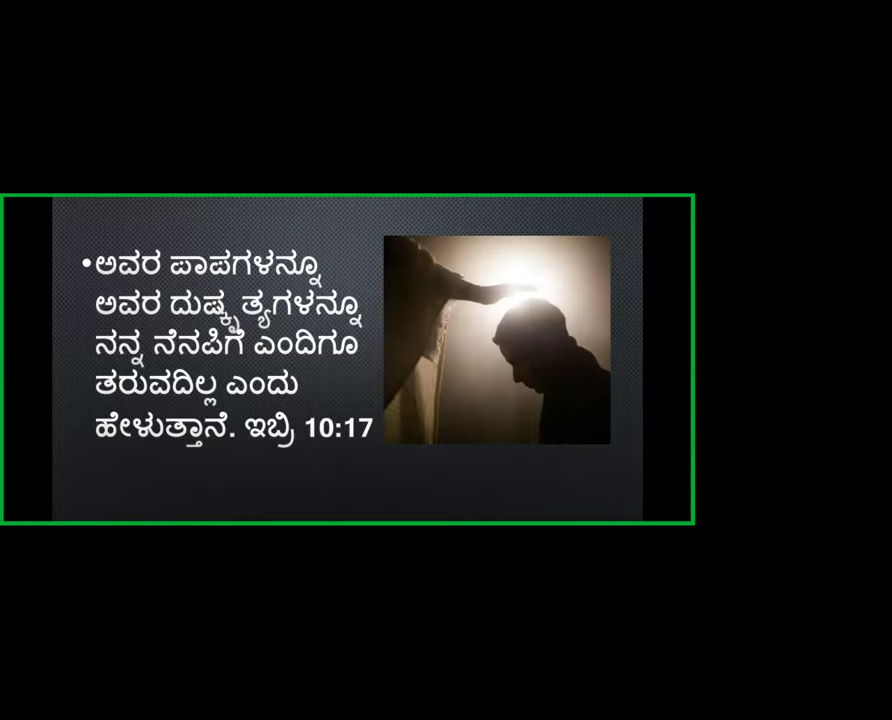 •ಅವರ ಪಾಪಗಳನ್ನೂ
ಅವರ ದುಷ್ಕೃತ್ಯಗಳನ್ನೂ
ನನ್ನ ನೆನಪಿಗೆ ಎಂದಿಗೂ
ತರುವದಿಲ್ಲ ಎಂದು
ಹೇಳುತ್ತಾನೆ. ಇಬ್ರಿ 10:17